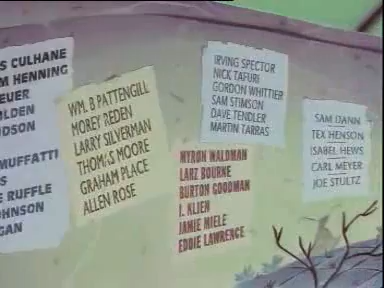 S CULHANE
M HENNING
EUER
OLDEN
DSON
MUFFATTI
S
E RUFFLE
OHNSON
GAN
WM. B PATTENGILL
MOREY REDEN
LARRY SILVERMAN
THOMAS MOORE
GRAHAM PLACE
ALLEN ROSE
IRVING SPECTOR
NICK TAFURI
GORDON WHITTIER
SAM STIMSON
DAVE TENDLER
MARTIN TARRAS
MYRON WALDMAN
LARZ BOURNE
BURTON GOODMAN
I. KLIEN
JAMIE MIELE
EDDIE LAWRENCE
SAM DANN
TEX HENSON
ISABEL HEWS
CARL MEYER
JOE STULTZ